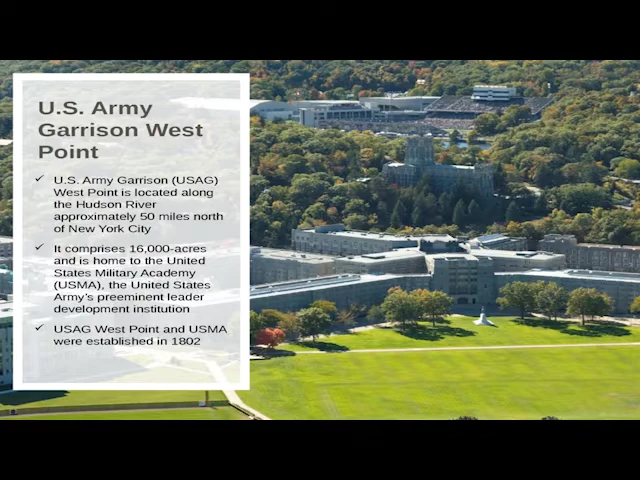 U.S. Army
Garrison West
Point
✓ U.S. Army Garrison (USAG)
West Point is located along
the Hudson River
approximately 50 miles north
of New York City
✓ It comprises 16,000-acres
and is home to the United
States Military Academy
(USMA), the United States
Army's preeminent leader
development institution
✓ USAG West Point and USMA
were established in 1802